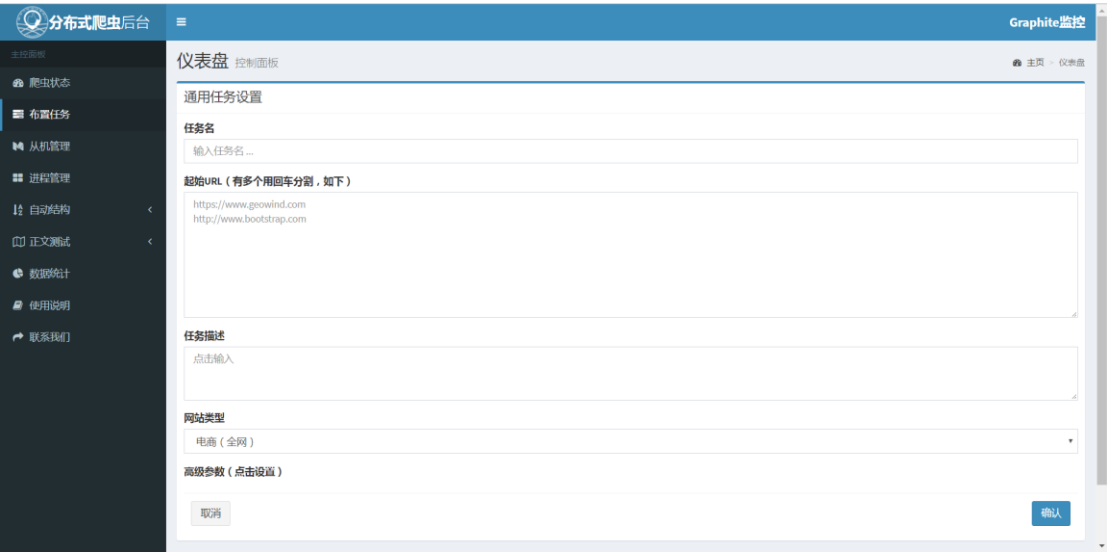 分布式爬虫后台
Graphite监控
主控面板
爬虫状态
布置任务
从机管理
进程管理
自动结构
正文测试
数据统计
使用说明
联系我们
仪表盘 控制面板
主页 > 仪表盘
通用任务设置
任务名
输入任务名 ...
起始URL（有多个用回车分割，如下）
https://www.geowind.com
http://www.bootstrap.com
任务描述
点击输入
网站类型
电商（全网）
高级参数（点击设置）
取消
确认